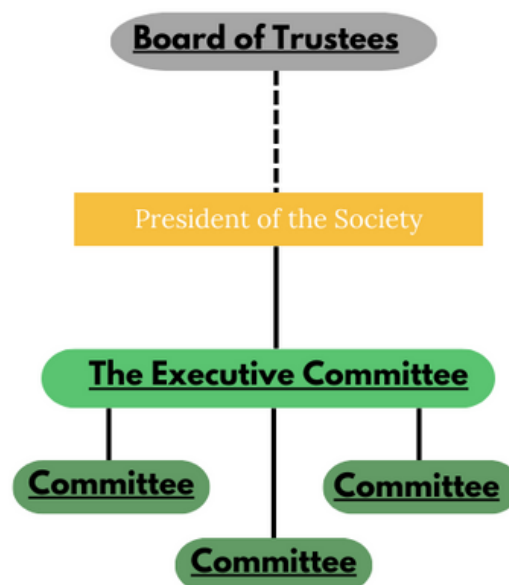 Board of Trustees
President of the Society
The Executive Committee
Committee
Committee
Committee